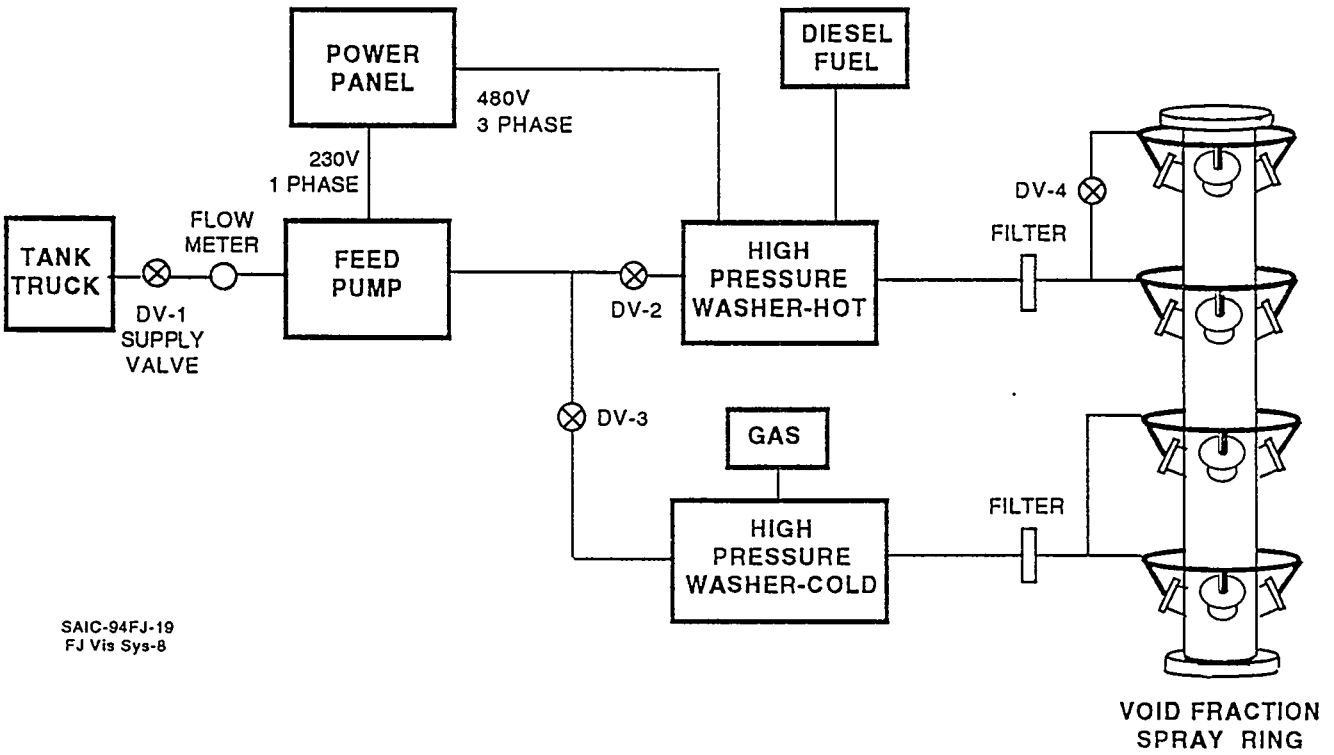 POWER
PANEL
DIESEL
FUEL
480V
3 PHASE
230V
1 PHASE
DV-4
FLOW
METER
TANK
TRUCK
FEED
PUMP
HIGH
PRESSURE
WASHER-HOT
FILTER
DV-1
SUPPLY
VALVE
DV-2
DV-3
GAS
HIGH
PRESSURE
WASHER-COLD
FILTER
SAIC-94FJ-19
FJ Vis Sys-8
VOID FRACTION
SPRAY RING